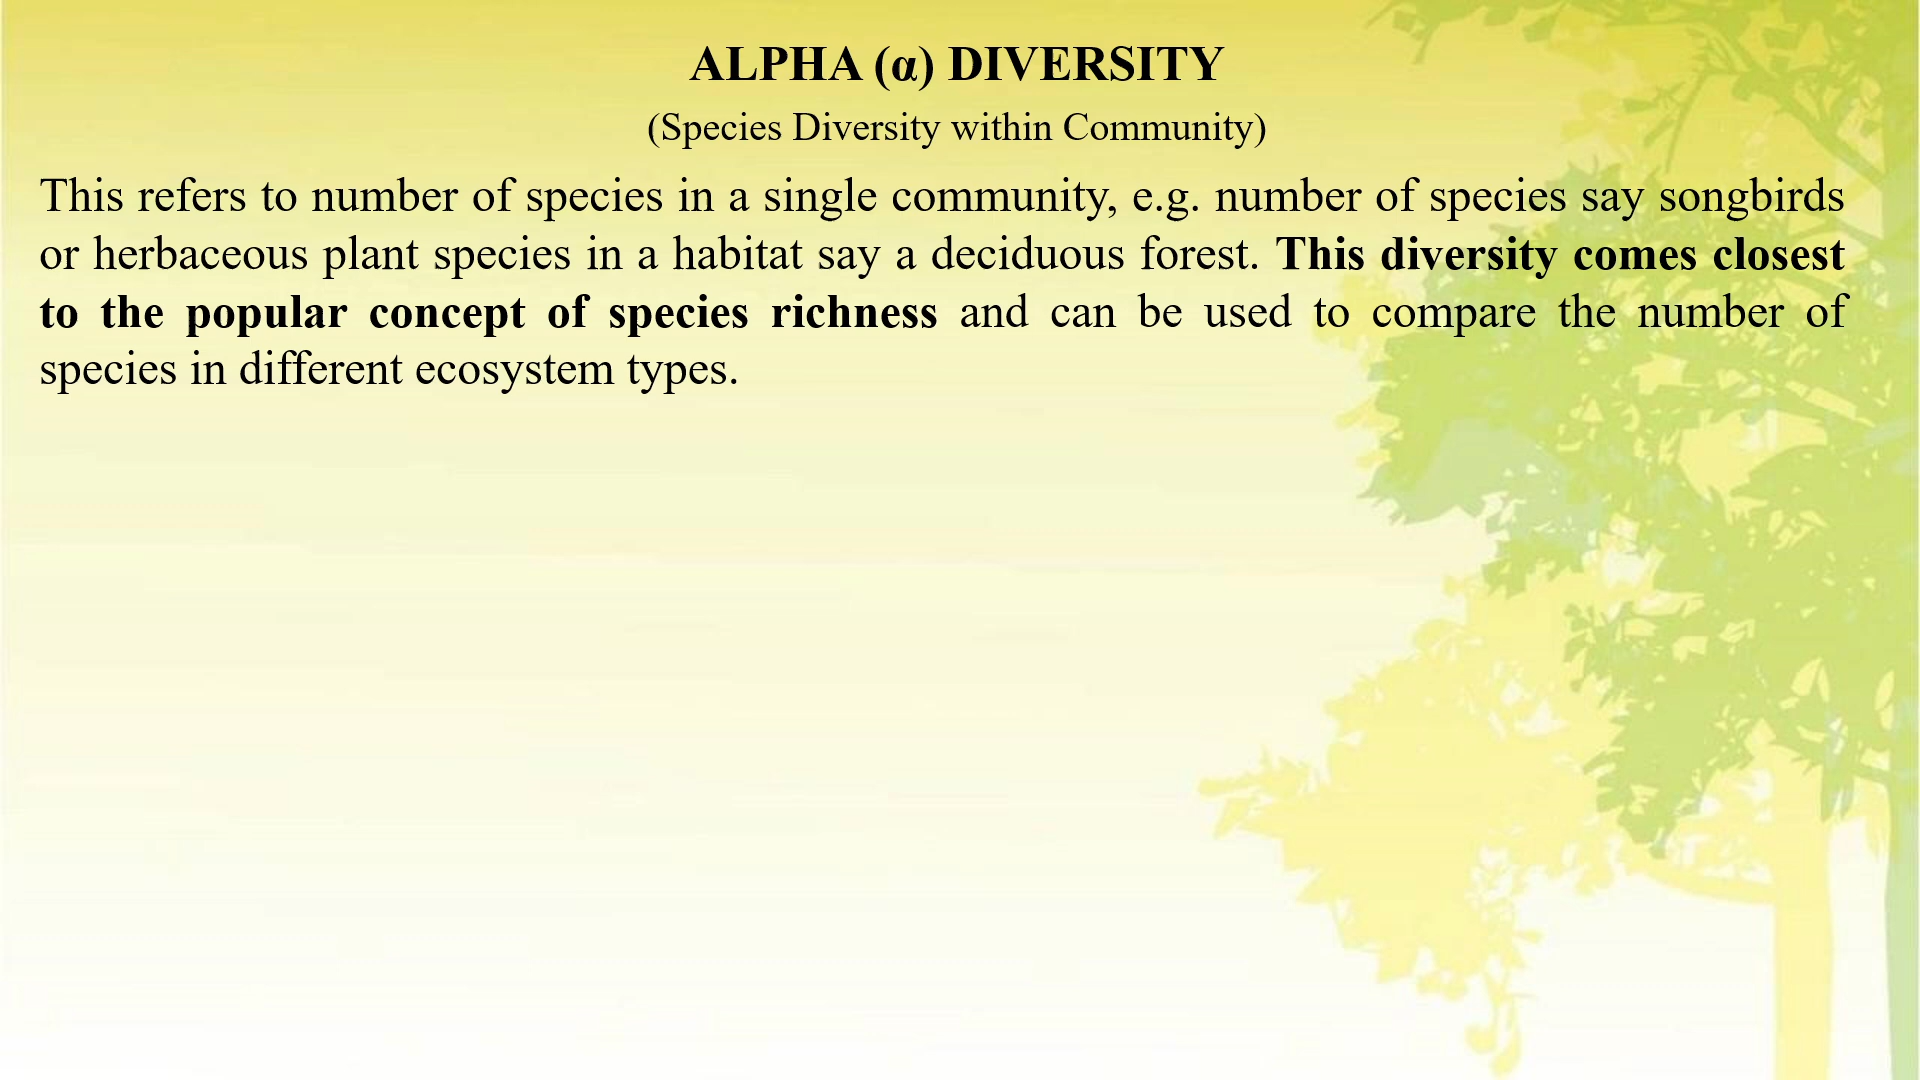 ALPHA (α) DIVERSITY
(Species Diversity within Community)
This refers to number of species in a single community, e.g. number of species say songbirds
or herbaceous plant species in a habitat say a deciduous forest. This diversity comes closest
to the popular concept of species richness and can be used to compare the number of
species in different ecosystem types.